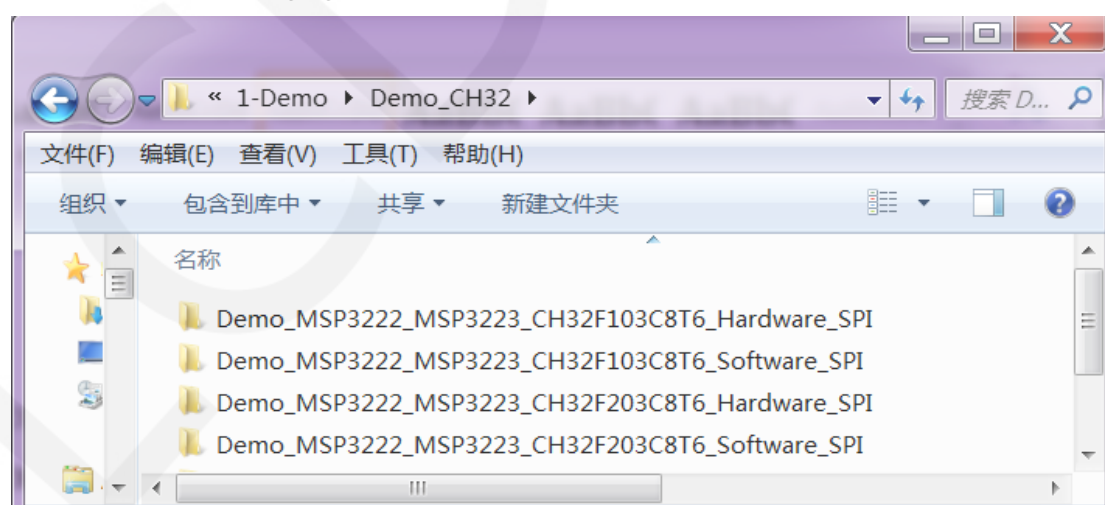 « 1-Demo ▸ Demo_CH32 ▸ 搜索 D...
文件(F) 编辑(E) 查看(V) 工具(T) 帮助(H)
组织 包含到库中 共享 新建文件夹
名称
Demo_MSP3222_MSP3223_CH32F103C8T6_Hardware_SPI
Demo_MSP3222_MSP3223_CH32F103C8T6_Software_SPI
Demo_MSP3222_MSP3223_CH32F203C8T6_Hardware_SPI
Demo_MSP3222_MSP3223_CH32F203C8T6_Software_SPI